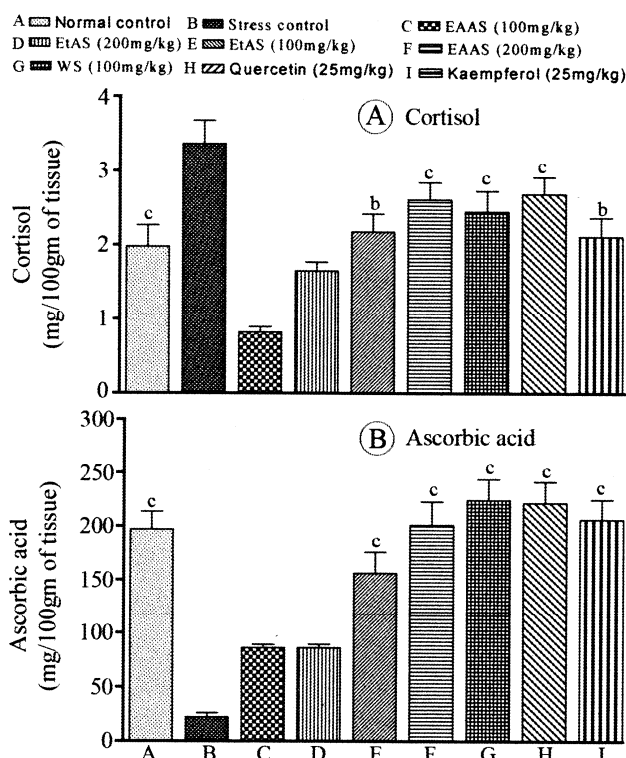 A Normal control B Stress control C EAAS (100mg/kg)
D EtAS (200mg/kg) E EtAS (100mg/kg) F EAAS (200mg/kg)
G WS (100mg/kg) H Quercetin (25mg/kg) I Kaempferol (25mg/kg)
A Cortisol
Cortisol
(mg/100gm of tissue)
4
3
2
1
0
c
b
c
c
c
b
B Ascorbic acid
Ascorbic acid
(mg/100gm of tissue)
300
250
200
150
100
50
0
c
c
c
c
c
c
A B C D E F G H I